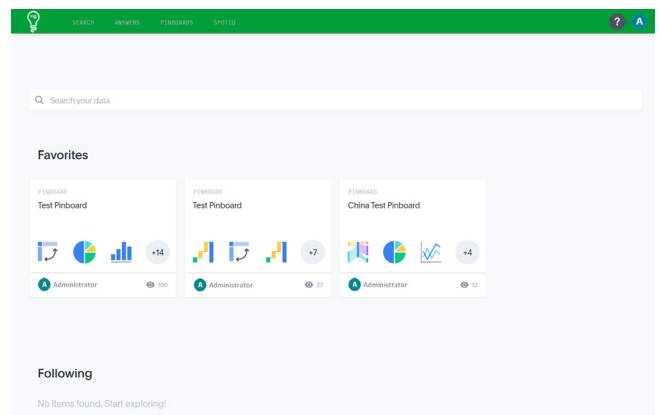 SEARCH ANSWERS PINBOARDS SPOTIQ ? A
Search your data
Favorites
PINBOARD PINBOARD PINBOARD
Test Pinboard Test Pinboard China Test Pinboard
+14 +7 +4
A Administrator 100 A Administrator 27 A Administrator 12
Following
No items found. Start exploring!